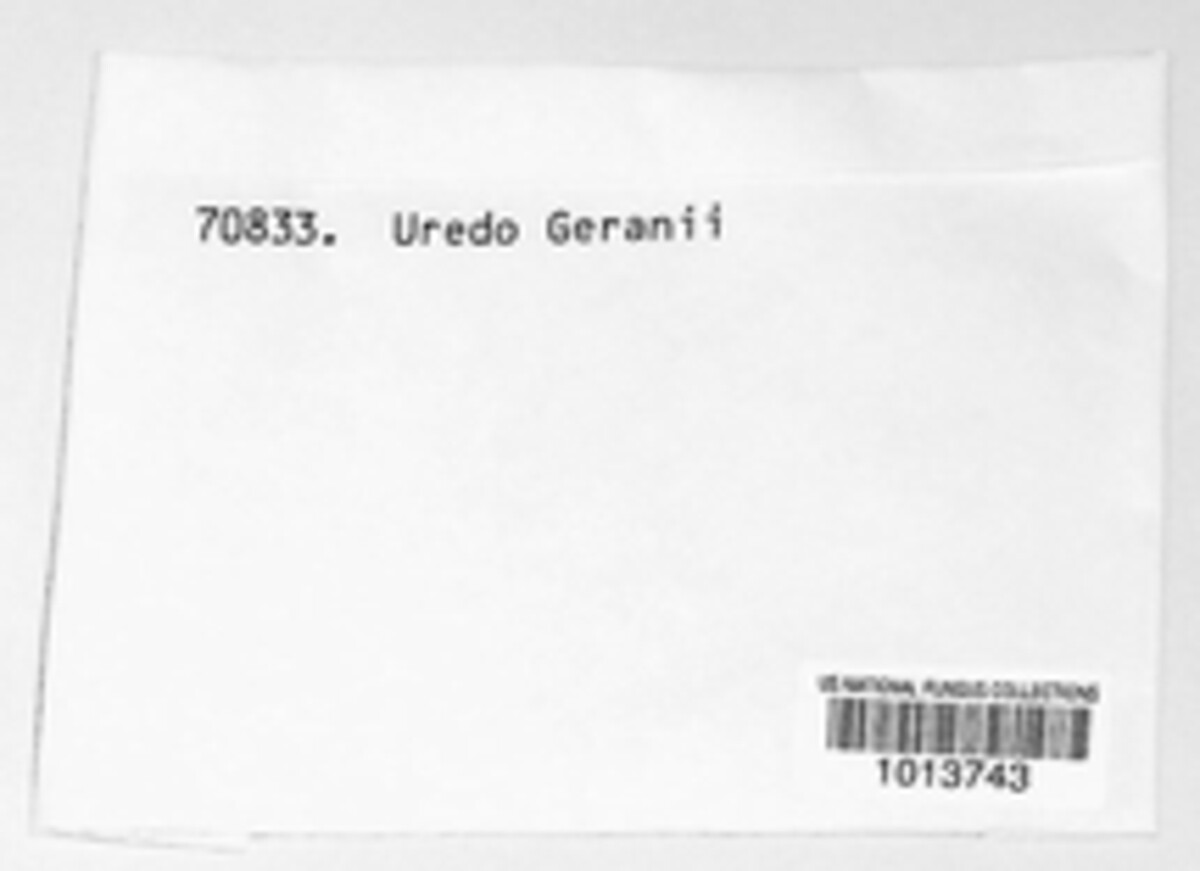 70833. Uredo Geranii
US NATIONAL FUNGUS COLLECTIONS
1013743